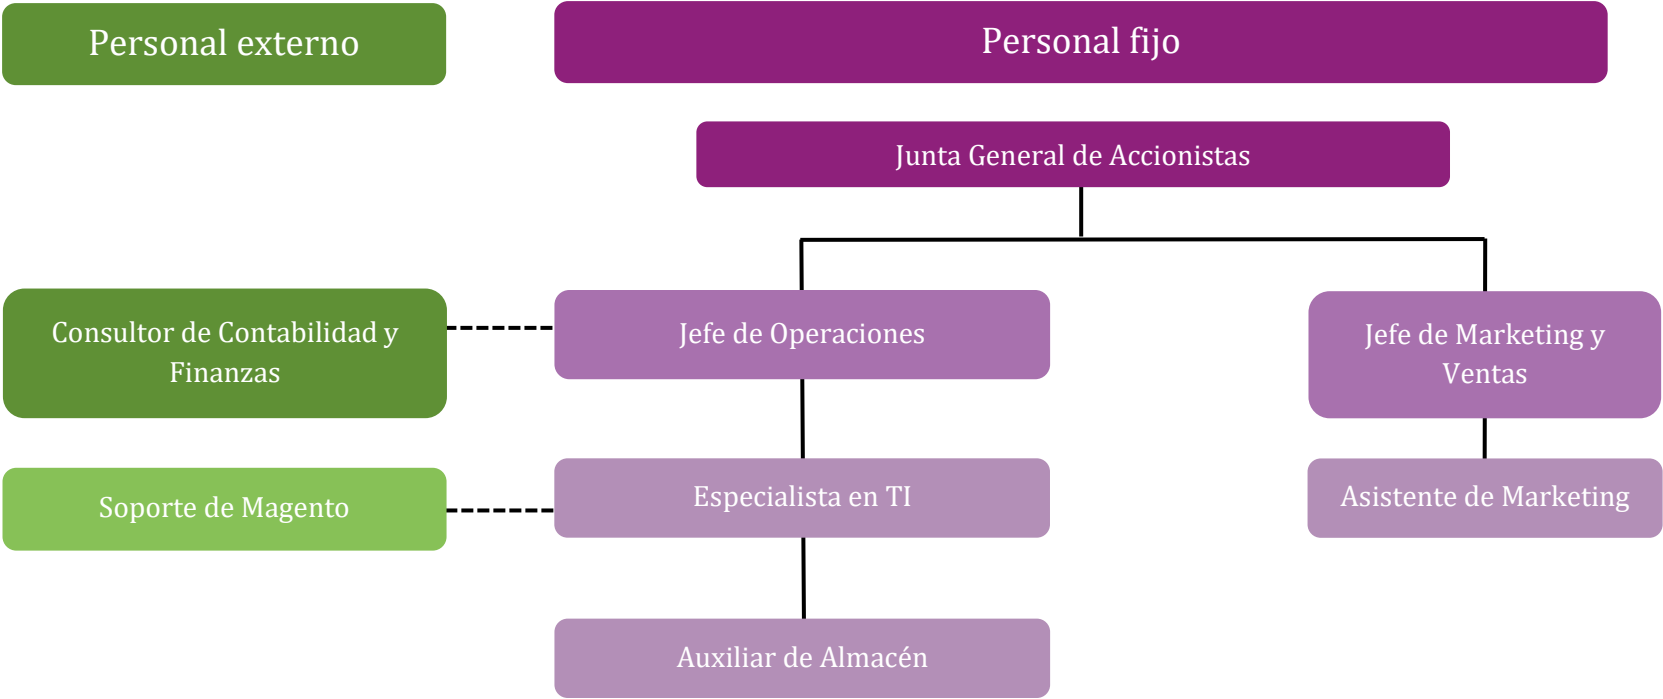 Personal externo
Personal fijo
Junta General de Accionistas
Consultor de Contabilidad y
Finanzas
Jefe de Operaciones
Jefe de Marketing y
Ventas
Soporte de Magento
Especialista en TI
Asistente de Marketing
Auxiliar de Almacén